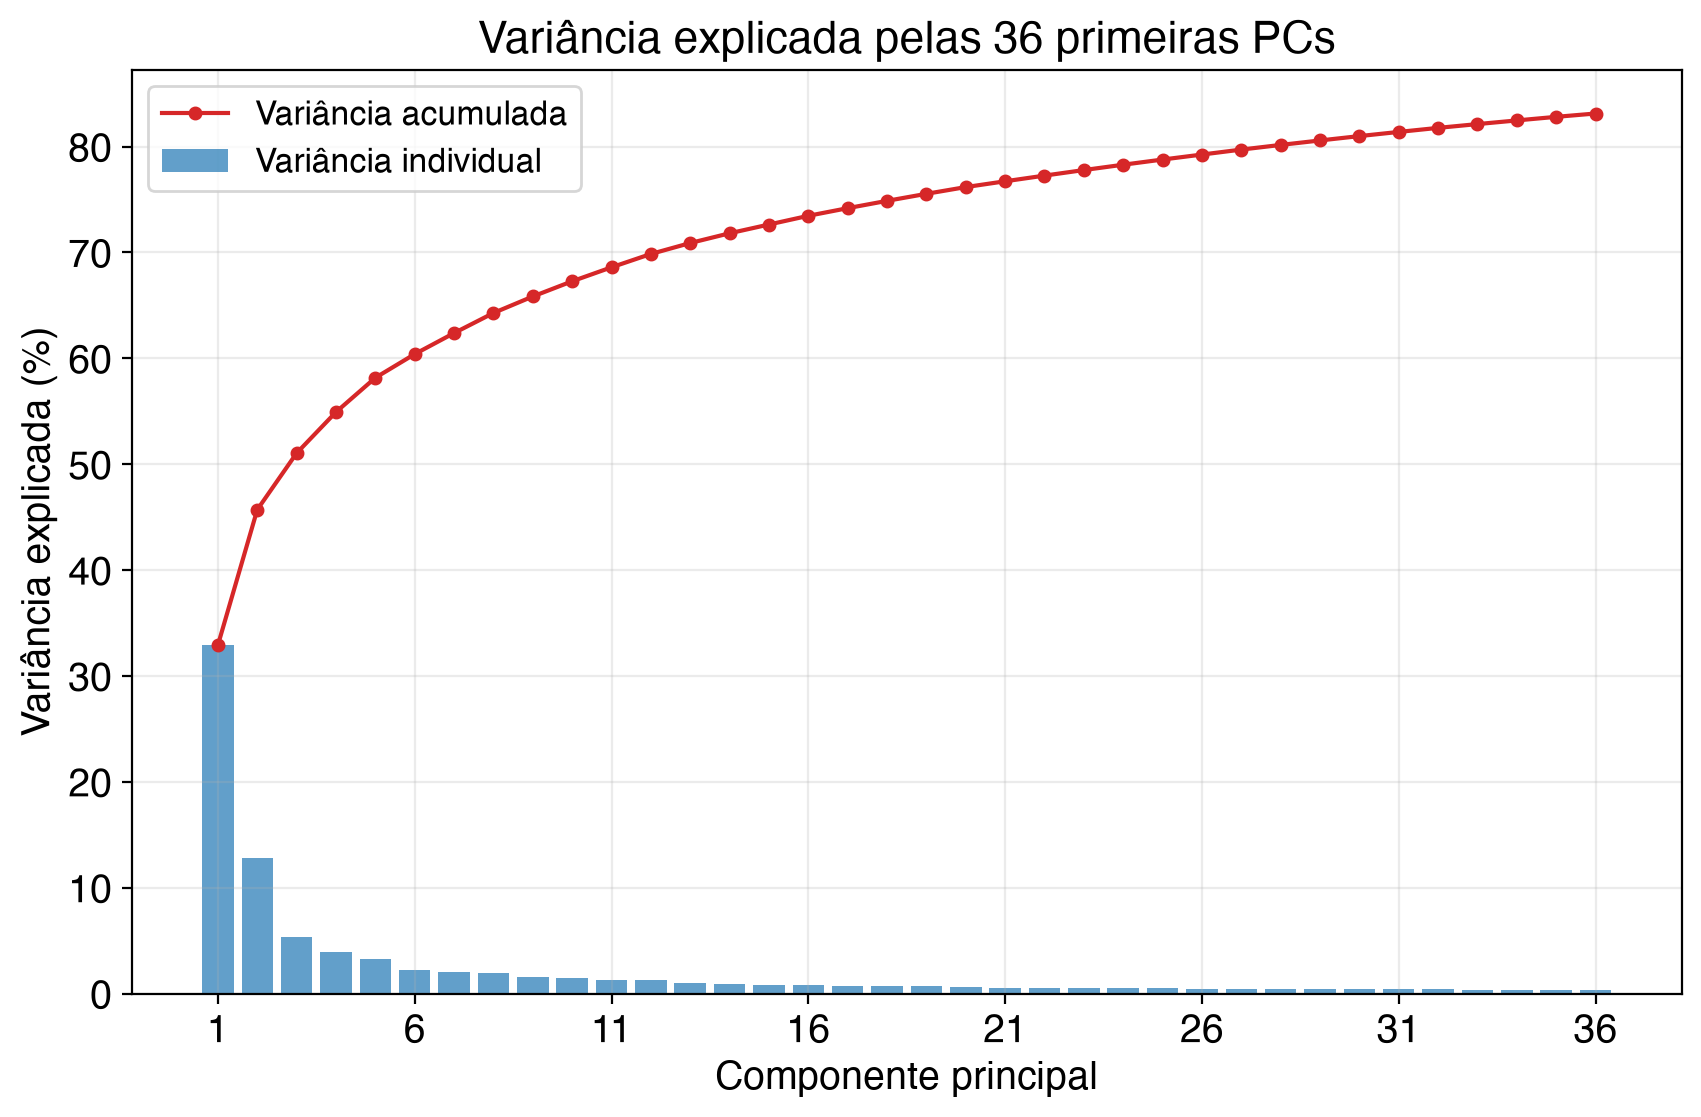 Variância explicada pelas 36 primeiras PCs
Variância acumulada
Variância individual
Variância explicada (%)
80
70
60
50
40
30
20
10
0
1 6 11 16 21 26 31 36
Componente principal